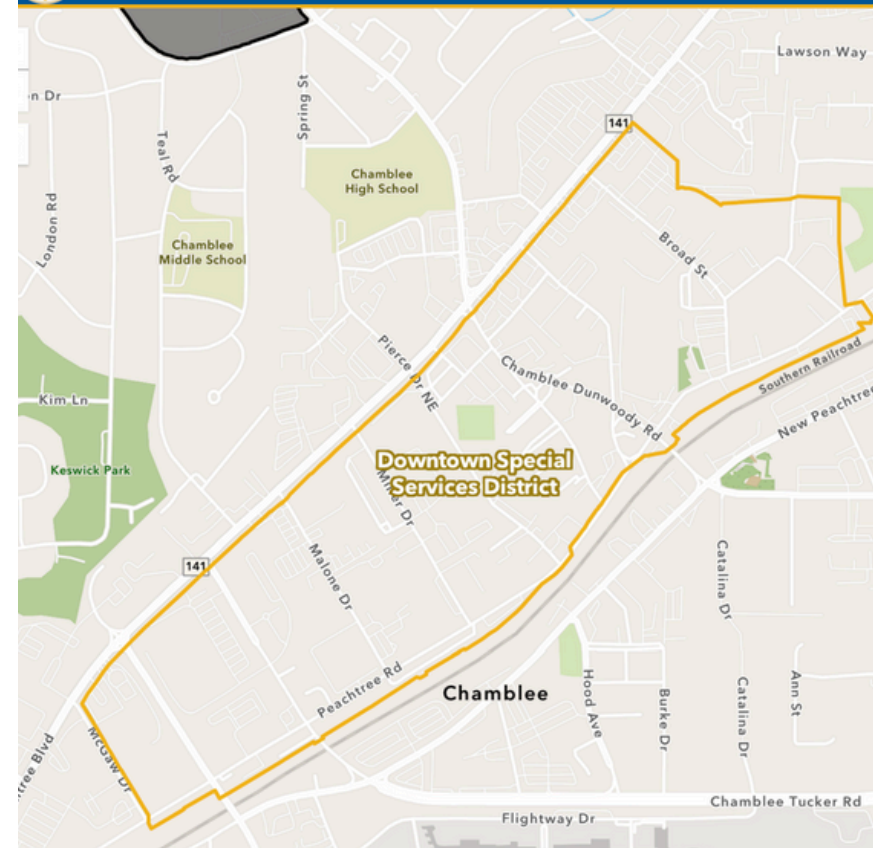 Lawson Way
141
n Dr
Spring St
Teal Rd
Chamblee
High School
London Rd
Chamblee
Middle School
Broad St
Pierce Dr NE
Southern Railroad
Chamblee Dunwoody Rd
Kim Ln
New Peachtree
Downtown Special
Services District
Keswick Park
Miner Dr
141
Malone Dr
Catalina Dr
Peachtree Rd
Chamblee
Hood Ave
Burke Dr
Catalina Dr
Ann St
tree Blvd
McGaw Dr
Chamblee Tucker Rd
Flightway Dr